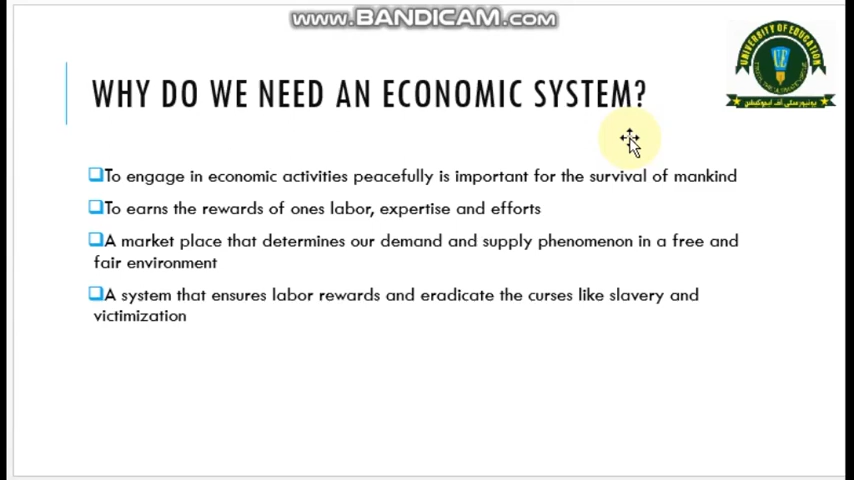 www.BANDICAM.com
UNIVERSITY OF EDUCATION
WHY DO WE NEED AN ECONOMIC SYSTEM?
To engage in economic activities peacefully is important for the survival of mankind
To earns the rewards of ones labor, expertise and efforts
A market place that determines our demand and supply phenomenon in a free and
fair environment
A system that ensures labor rewards and eradicate the curses like slavery and
victimization